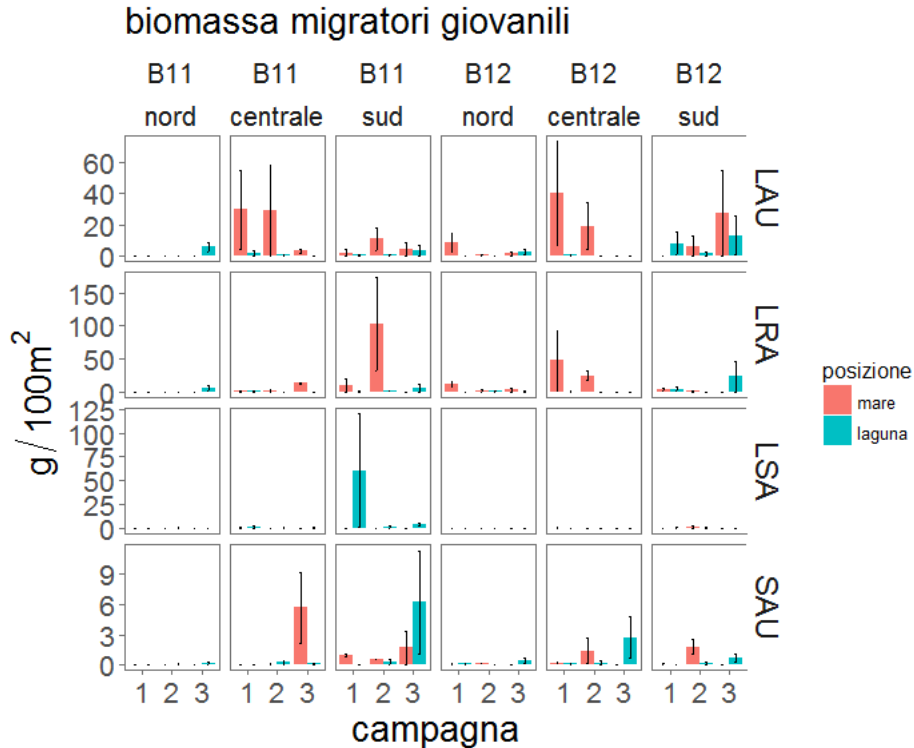 biomassa migratori giovanili
B11 B11 B11 B12 B12 B12
nord centrale sud nord centrale sud
60
40
20
0
LAU
150
100
50
0
LRA
125
100
75
50
25
0
LSA
9
6
3
0
SAU
1 2 3 1 2 3 1 2 3 1 2 3 1 2 3 1 2 3
campagna
g / 100m²
posizione
mare
laguna